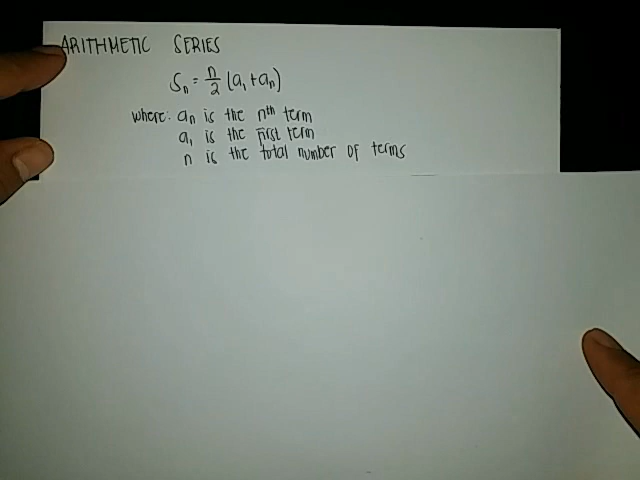 ARITHMETIC SERIES
Sₙ = n/2 (a₁ + aₙ)
where: aₙ is the nᵗʰ term
a₁ is the first term
n is the total number of terms